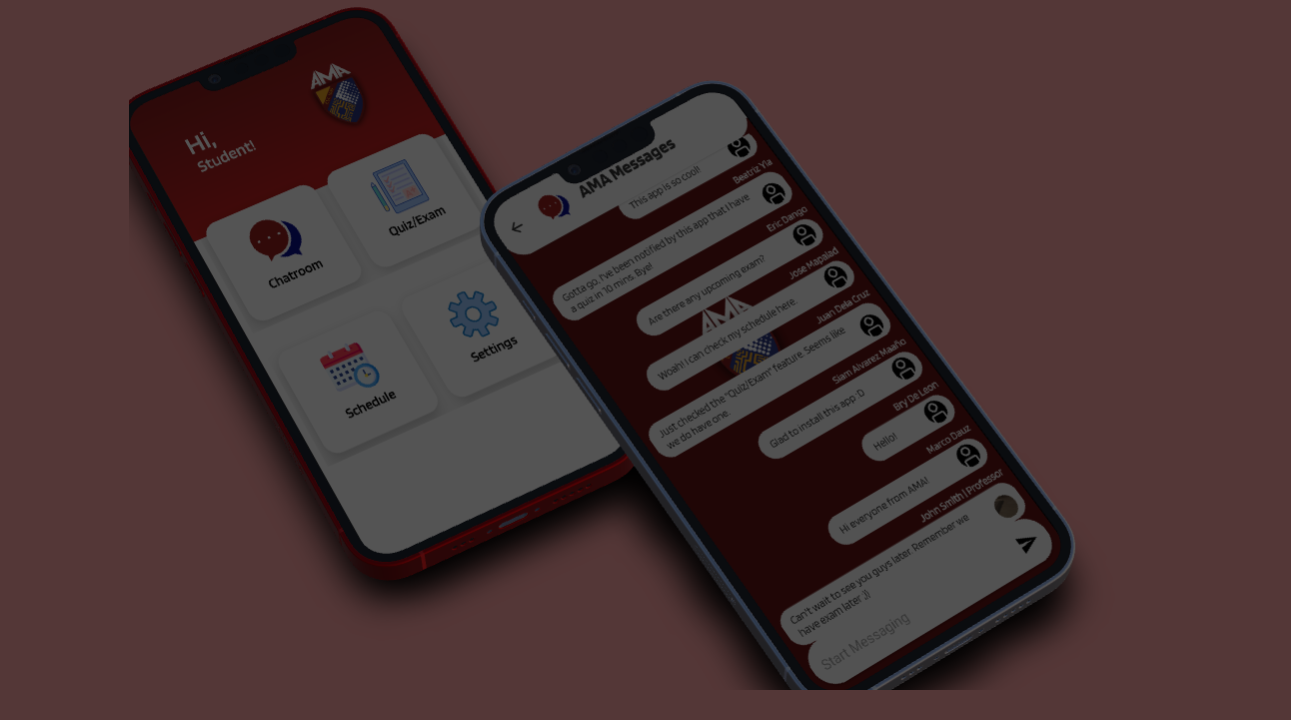 AMA
Hi,
Student!
Chatroom
Quiz/Exam
Schedule
Settings
AMA Messages
This app is so cool!
Beatriz Yia
Gotta go. I've been notified by this app that I have
a quiz in 10 mins. Bye!
Eric Dango
Are there any upcoming exam?
Jose Mapalad
Woah! I can check my schedule here.
AMA
Juan Dela Cruz
Just checked the "Quiz/Exam" feature. Seems like
we do have one.
Siam Alvarez Maaño
Glad to install this app :D
Biry De Leon
Hello!
Marco Dauz
Hi everyone from AMA!
John Smith | Professor
Can't wait to see you guys later. Remember we
have exam later ;)
Start Messaging